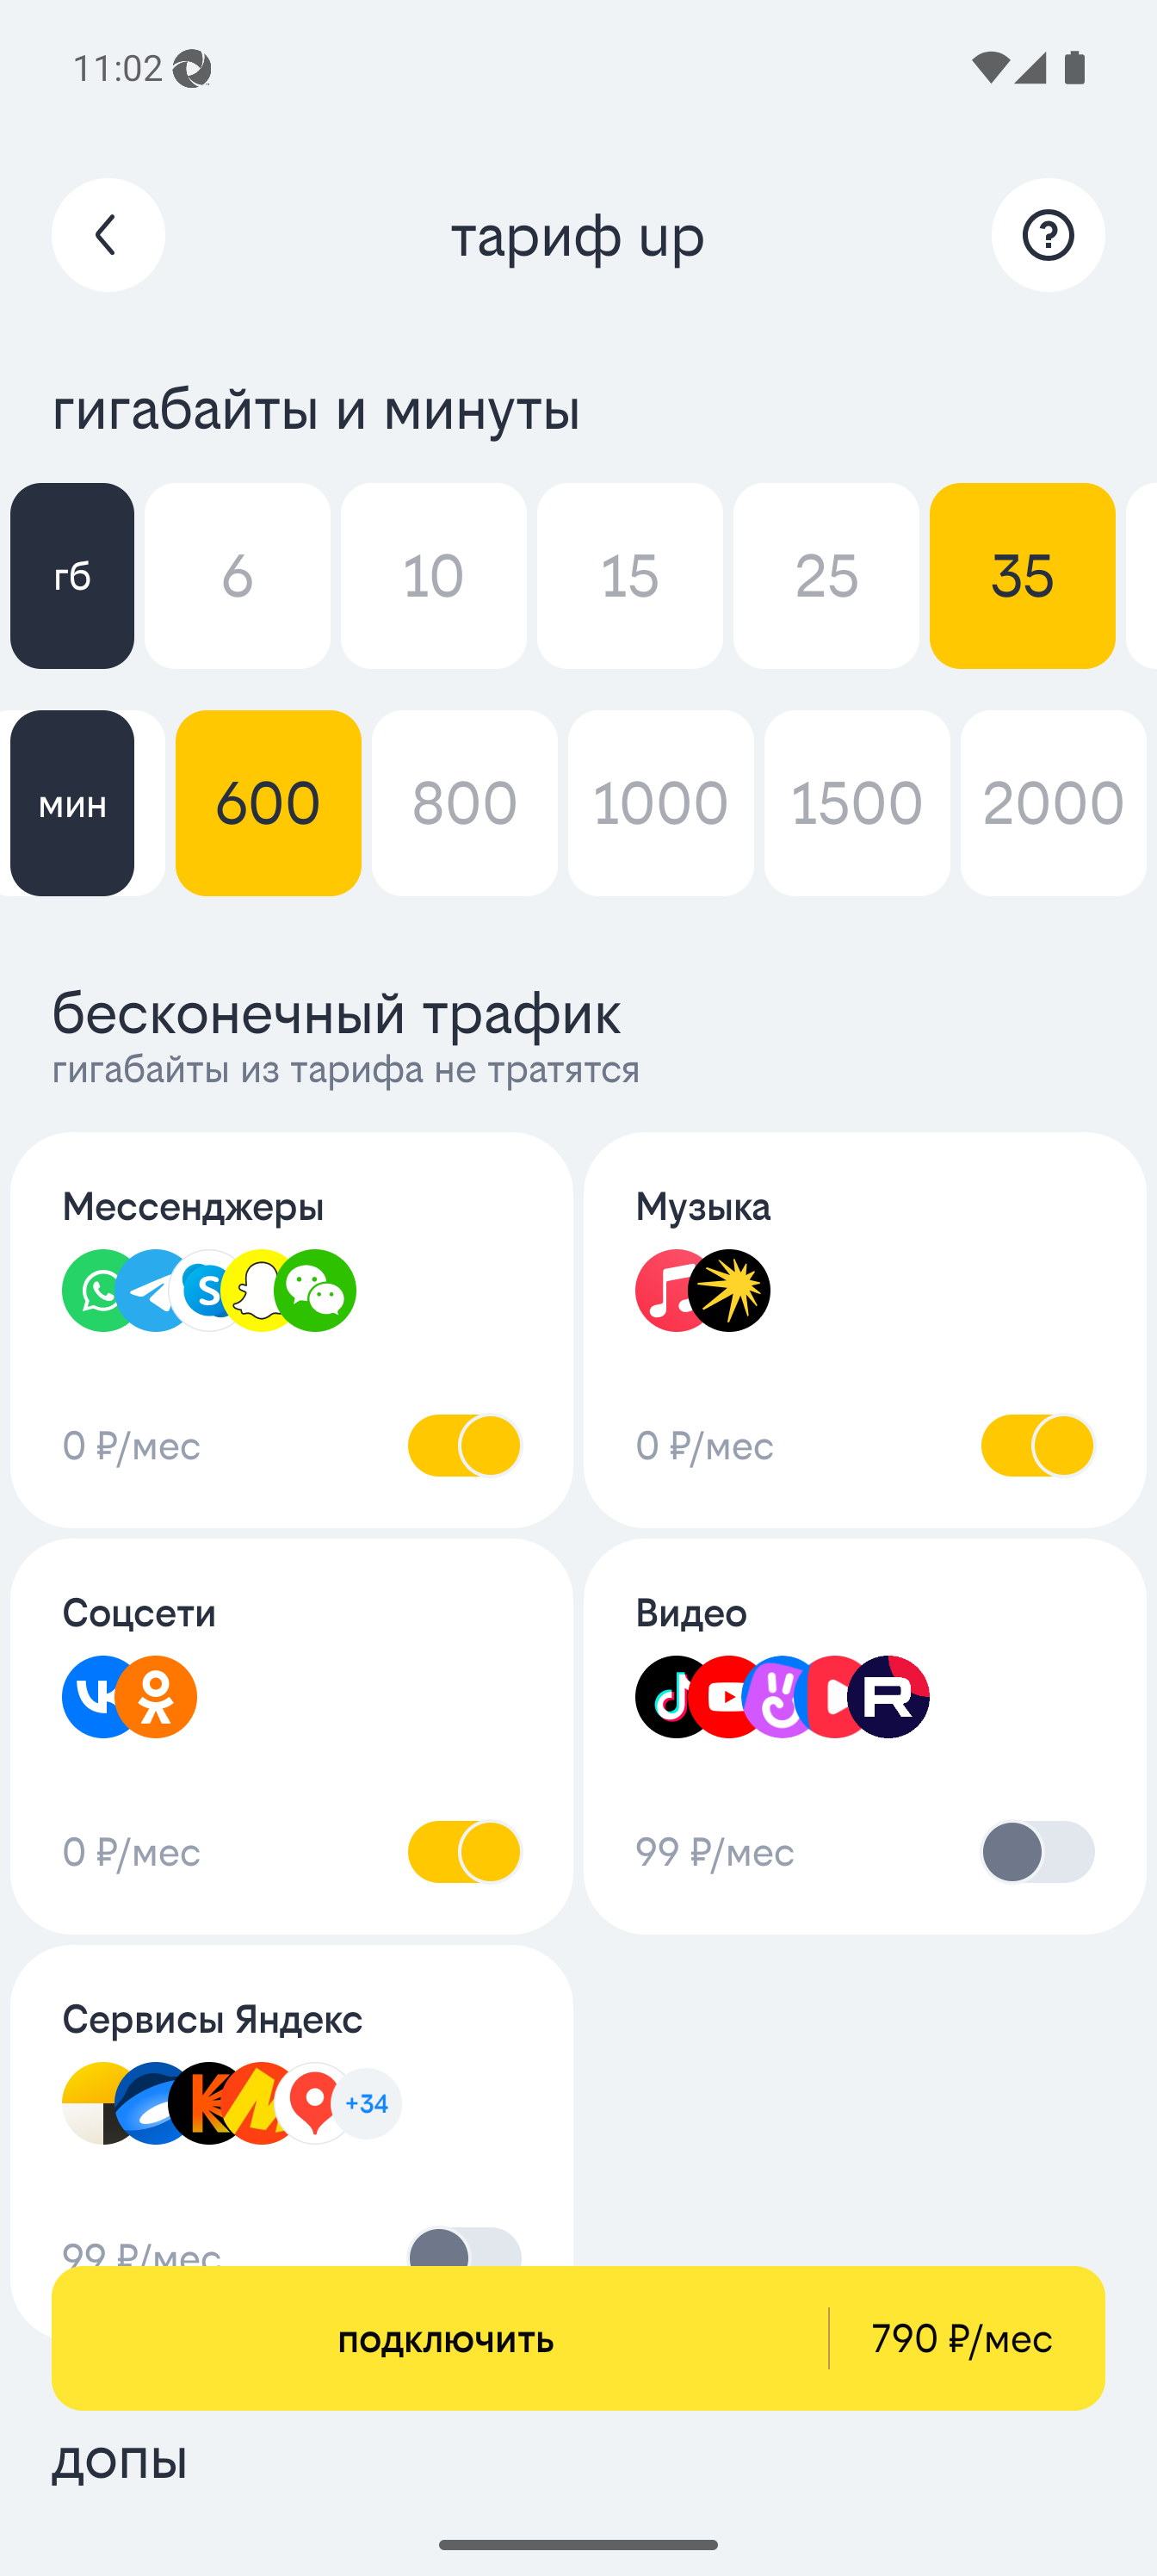 11:02
тариф up
гигабайты и минуты
гб 6 10 15 25 35
мин 600 800 1000 1500 2000
бесконечный трафик
гигабайты из тарифа не тратятся
Мессенджеры
0 ₽/мес
Музыка
0 ₽/мес
Соцсети
0 ₽/мес
Видео
99 ₽/мес
Сервисы Яндекс
+34
99 ₽/мес
подключить 790 ₽/мес
допы